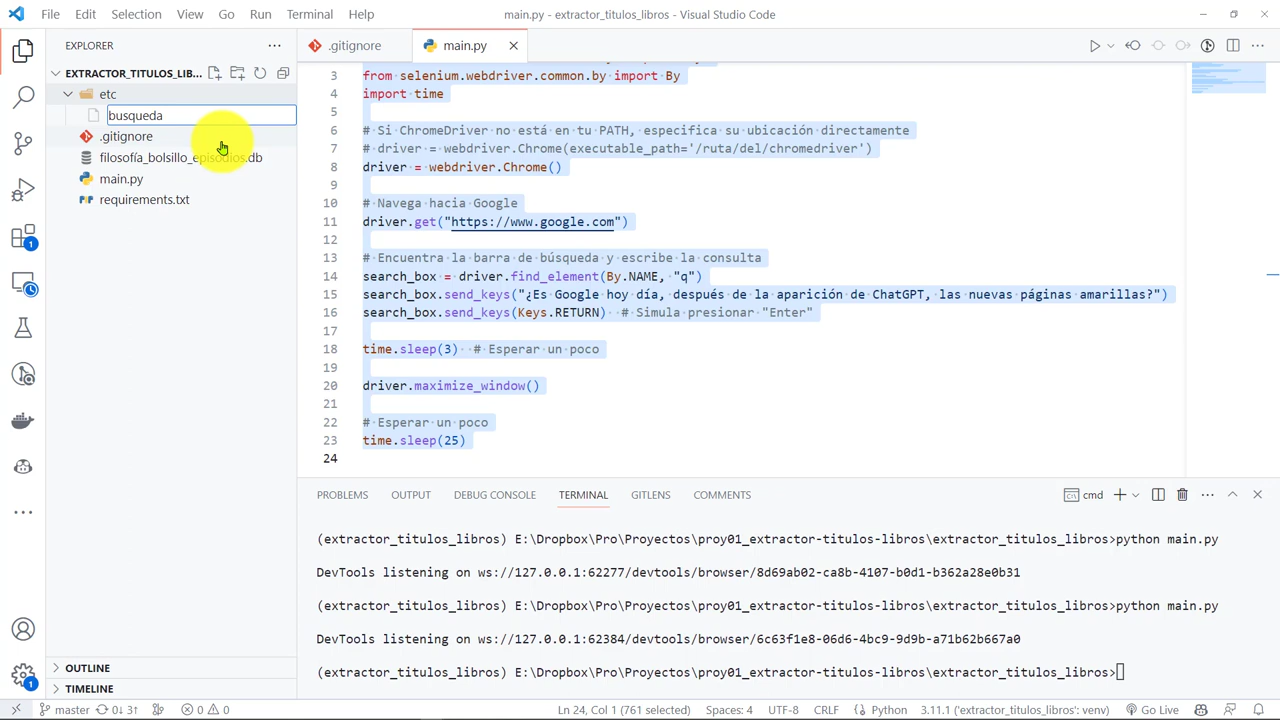 File Edit Selection View Go Run Terminal Help
main.py - extractor_titulos_libros - Visual Studio Code
EXPLORER
EXTRACTOR_TITULOS_LIB...
etc
busqueda
.gitignore
filosofía_bolsillo_episodios.db
main.py
requirements.txt
OUTLINE
TIMELINE
.gitignore
main.py
3 from selenium.webdriver.common.by import By
4 import time
5
6 # Si ChromeDriver no está en tu PATH, especifica su ubicación directamente
7 # driver = webdriver.Chrome(executable_path='/ruta/del/chromedriver')
8 driver = webdriver.Chrome()
9
10 # Navega hacia Google
11 driver.get("https://www.google.com")
12
13 # Encuentra la barra de búsqueda y escribe la consulta
14 search_box = driver.find_element(By.NAME, "q")
15 search_box.send_keys("¿Es Google hoy día, después de la aparición de ChatGPT, las nuevas páginas amarillas?")
16 search_box.send_keys(Keys.RETURN) # Simula presionar "Enter"
17
18 time.sleep(3) # Esperar un poco
19
20 driver.maximize_window()
21
22 # Esperar un poco
23 time.sleep(25)
24
PROBLEMS OUTPUT DEBUG CONSOLE TERMINAL GITLENS COMMENTS
cmd
(extractor_titulos_libros) E:\Dropbox\Pro\Proyectos\proy01_extractor-titulos-libros\extractor_titulos_libros>python main.py
DevTools listening on ws://127.0.0.1:62277/devtools/browser/8d69ab02-ca8b-4107-b0d1-b362a28e0b31
(extractor_titulos_libros) E:\Dropbox\Pro\Proyectos\proy01_extractor-titulos-libros\extractor_titulos_libros>python main.py
DevTools listening on ws://127.0.0.1:62384/devtools/browser/6c63f1e8-06d6-4bc9-9d9b-a71b62b667a0
(extractor_titulos_libros) E:\Dropbox\Pro\Proyectos\proy01_extractor-titulos-libros\extractor_titulos_libros>
1
1
master 0↓ 3↑ 0 0 Ln 24, Col 1 (761 selected) Spaces: 4 UTF-8 CRLF Python 3.11.1 ('extractor_titulos_libros': venv) Go Live